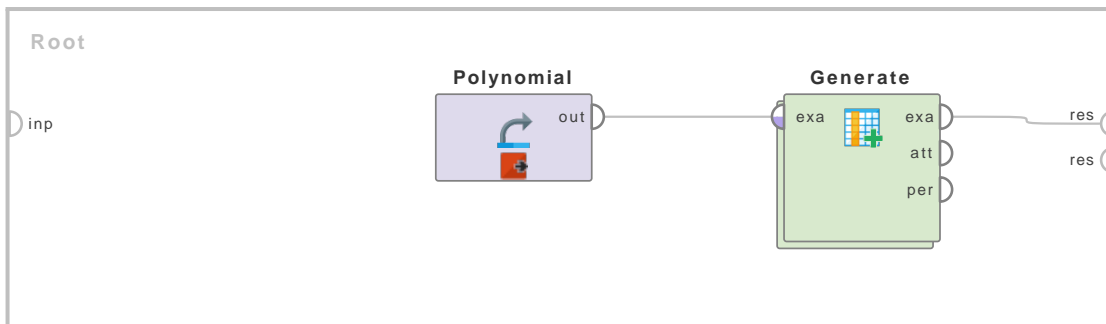 Root
inp
Polynomial
out
Generate
exa
exa
att
per
res
res